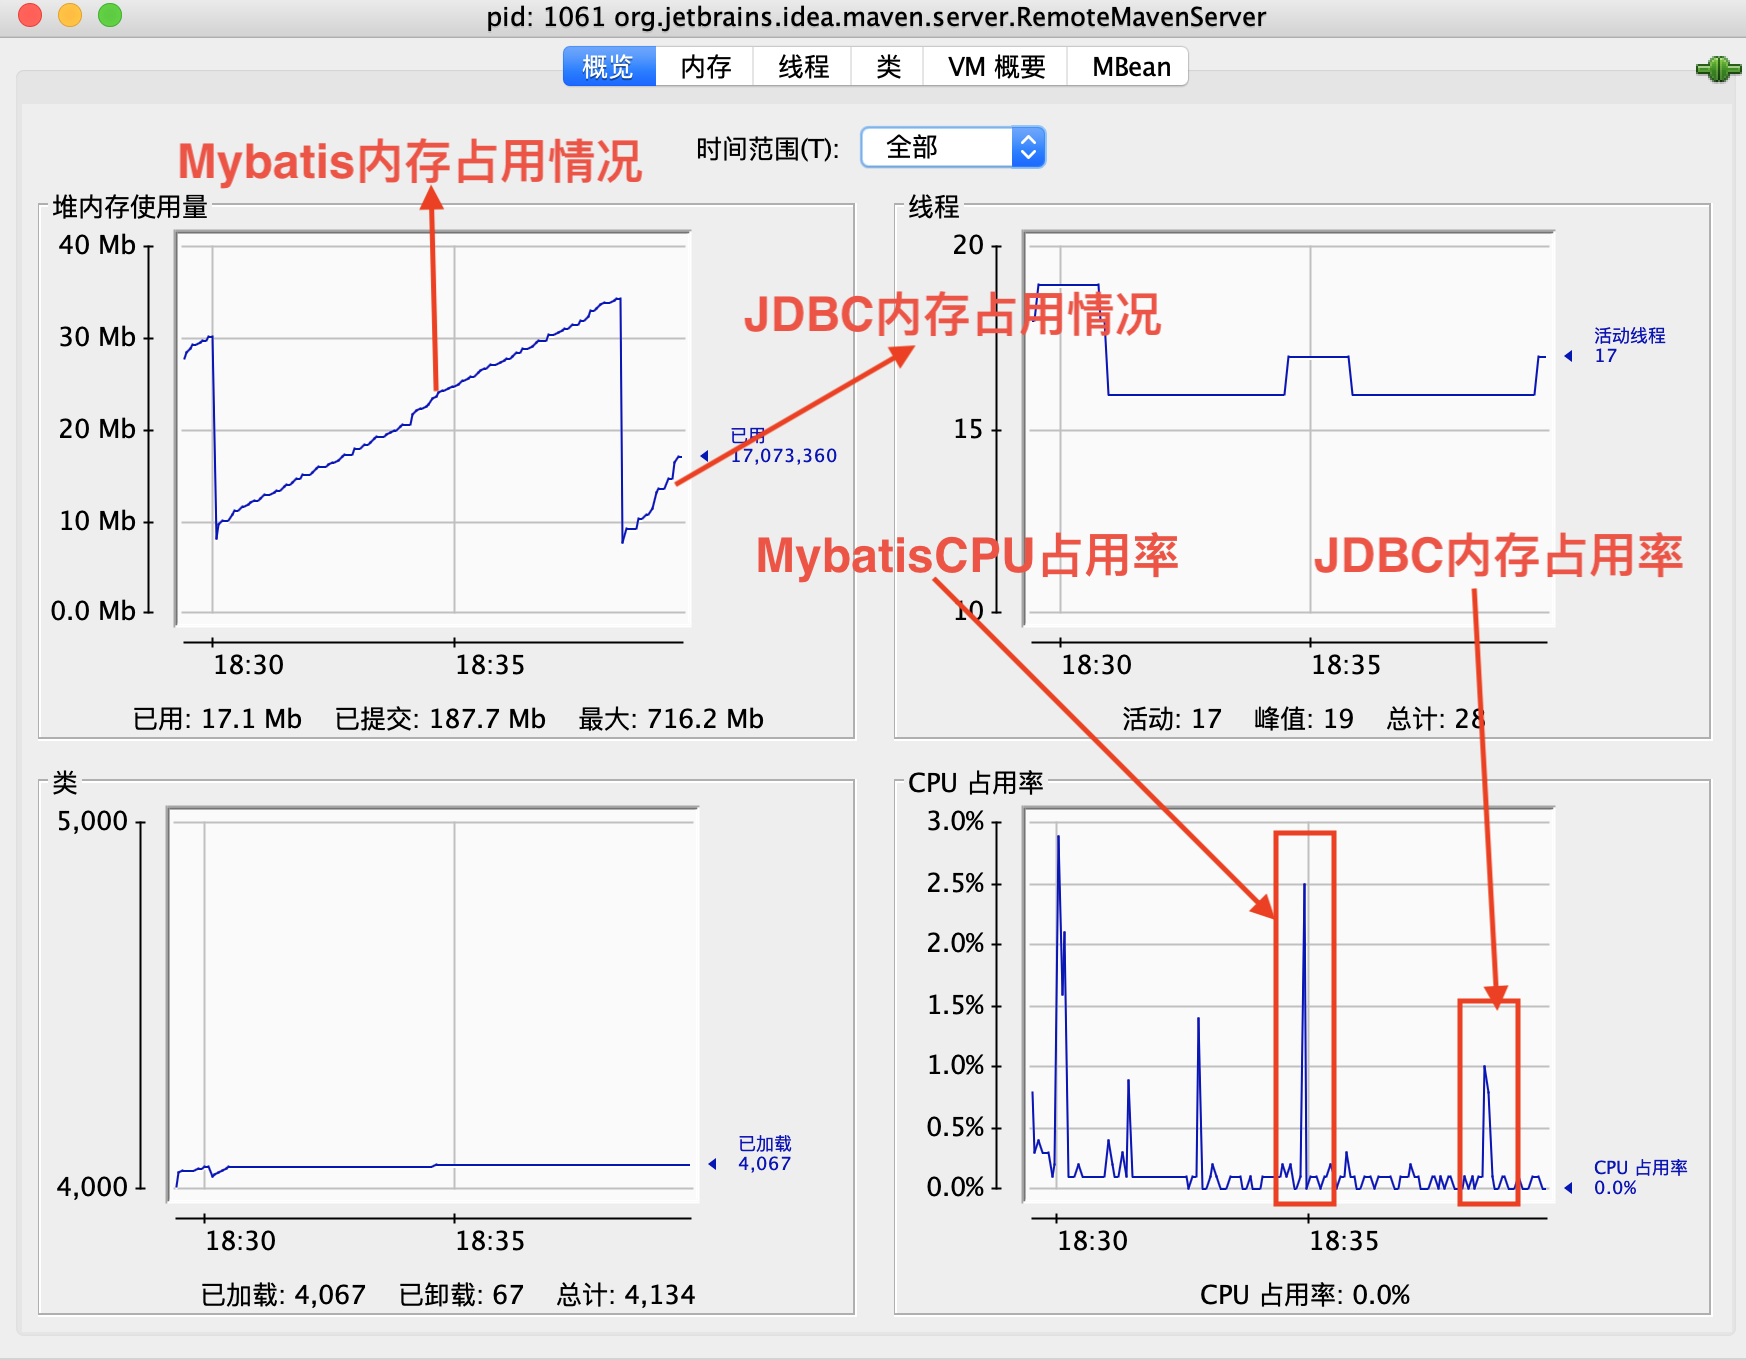 pid: 1061 org.jetbrains.idea.maven.server.RemoteMavenServer
概览 内存 线程 类 VM 概要 MBean
时间范围(T): 全部
Mybatis内存占用情况
堆内存使用量
40 Mb
30 Mb
20 Mb
10 Mb
0.0 Mb
已用
17,073,360
18:30 18:35
已用: 17.1 Mb 已提交: 187.7 Mb 最大: 716.2 Mb
JDBC内存占用情况
线程
20
15
10
活动线程
17
18:30 18:35
活动: 17 峰值: 19 总计: 28
MybatisCPU占用率
JDBC内存占用率
类
5,000
4,000
已加载
4,067
18:30 18:35
已加载: 4,067 已卸载: 67 总计: 4,134
CPU 占用率
3.0%
2.5%
2.0%
1.5%
1.0%
0.5%
0.0%
CPU 占用率
0.0%
18:30 18:35
CPU 占用率: 0.0%